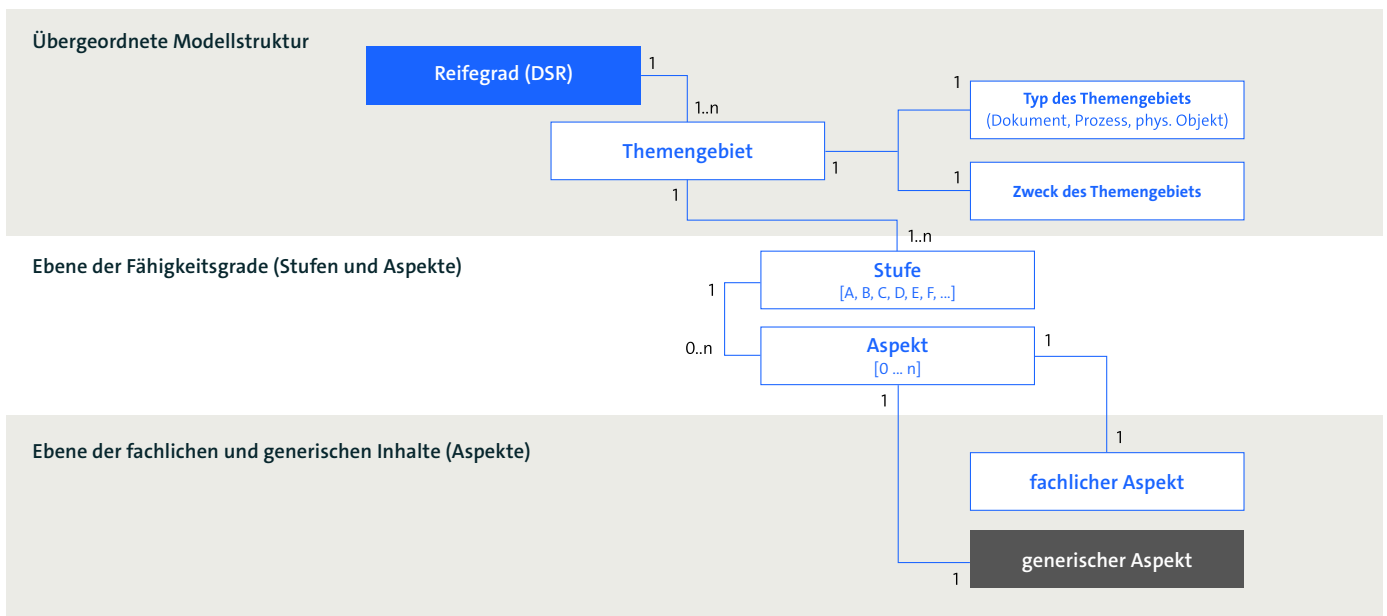 Übergeordnete Modellstruktur
Reifegrad (DSR)
1
1..n
Themengebiet
1
1
Typ des Themengebiets
(Dokument, Prozess, phys. Objekt)
1
Zweck des Themengebiets
1
1..n
Ebene der Fähigkeitsgrade (Stufen und Aspekte)
Stufe
[A, B, C, D, E, F, ...]
1
0..n
Aspekt
[0 ... n]
1
1
Ebene der fachlichen und generischen Inhalte (Aspekte)
1
fachlicher Aspekt
generischer Aspekt
1